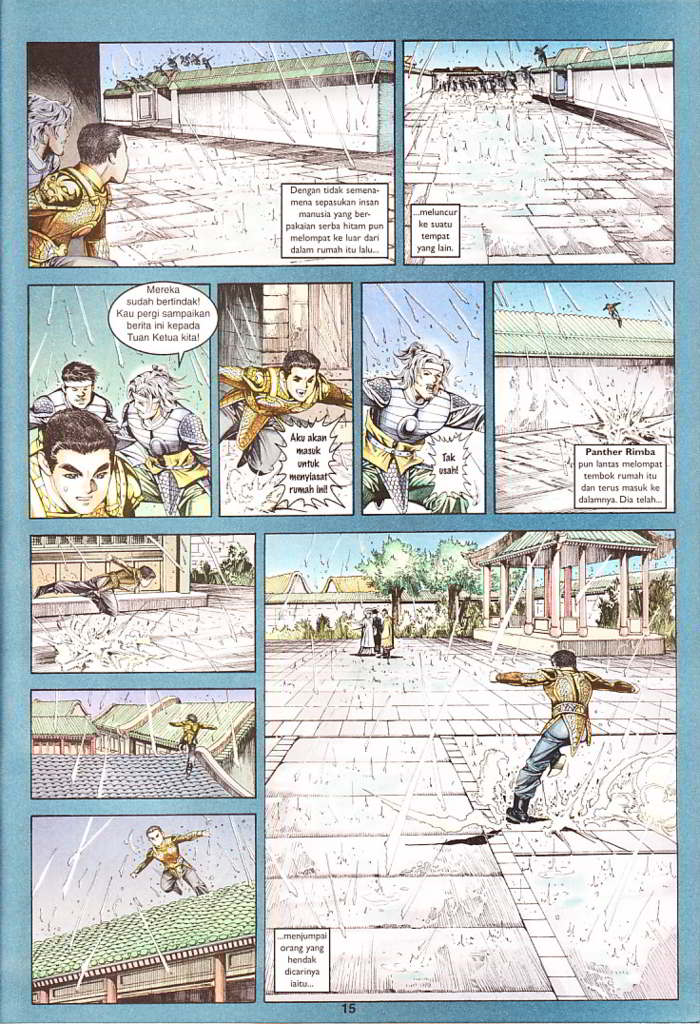 Dengan tidak semena-
mena sepasukan insan
manusia yang ber-
pakaian serba hitam pun
melompat ke luar dari
dalam rumah itu lalu...
...meluncur
ke suatu
tempat
yang lain.
Mereka
sudah bertindak!
Kau pergi sampaikan
berita ini kepada
Tuan Ketua kita!
Aku akan
masuk
untuk
menyiasat
rumah ini!
Tak
usah!
Panther Rimba
pun lantas melompat
tembok rumah itu
dan terus masuk ke
dalamnya. Dia telah...
...menjumpai
orang yang
hendak
dicarinya
iaitu...
15